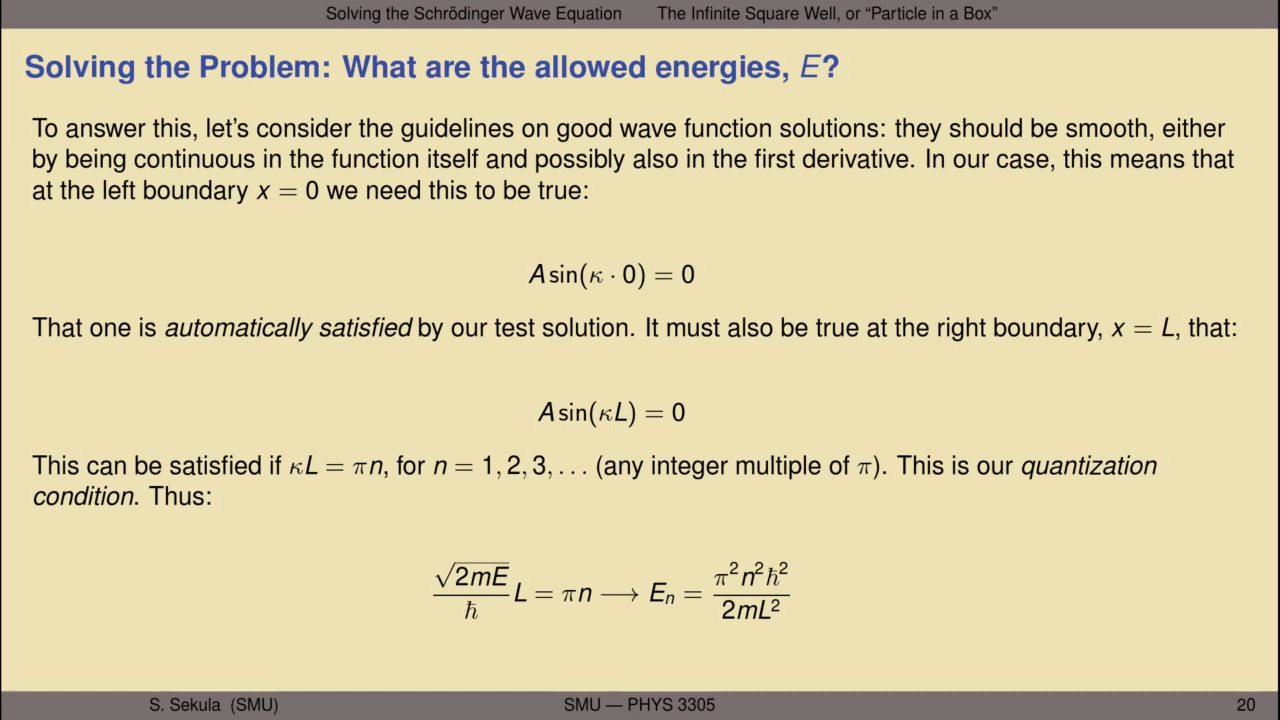 Solving the Schrödinger Wave Equation The Infinite Square Well, or “Particle in a Box”
Solving the Problem: What are the allowed energies, E?
To answer this, let’s consider the guidelines on good wave function solutions: they should be smooth, either
by being continuous in the function itself and possibly also in the first derivative. In our case, this means that
at the left boundary x = 0 we need this to be true:
A sin(κ · 0) = 0
That one is automatically satisfied by our test solution. It must also be true at the right boundary, x = L, that:
A sin(κL) = 0
This can be satisfied if κL = πn, for n = 1, 2, 3, . . . (any integer multiple of π). This is our quantization
condition. Thus:
√2mE/ħ L = πn ⟶ Eₙ = π²n²ħ²/2mL²
S. Sekula (SMU) SMU — PHYS 3305 20